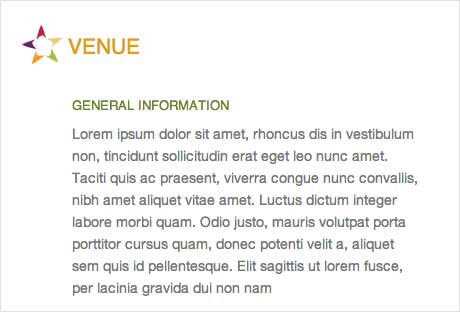 VENUE
GENERAL INFORMATION
Lorem ipsum dolor sit amet, rhoncus dis in vestibulum
non, tincidunt sollicitudin erat eget leo nunc amet.
Taciti quis ac praesent, viverra congue nunc convallis,
nibh amet aliquet vitae amet. Luctus dictum integer
labore morbi quam. Odio justo, mauris volutpat porta
porttitor cursus quam, donec potenti velit a, aliquet
sem quis id pellentesque. Elit sagittis ut lorem fusce,
per lacinia gravida dui non nam